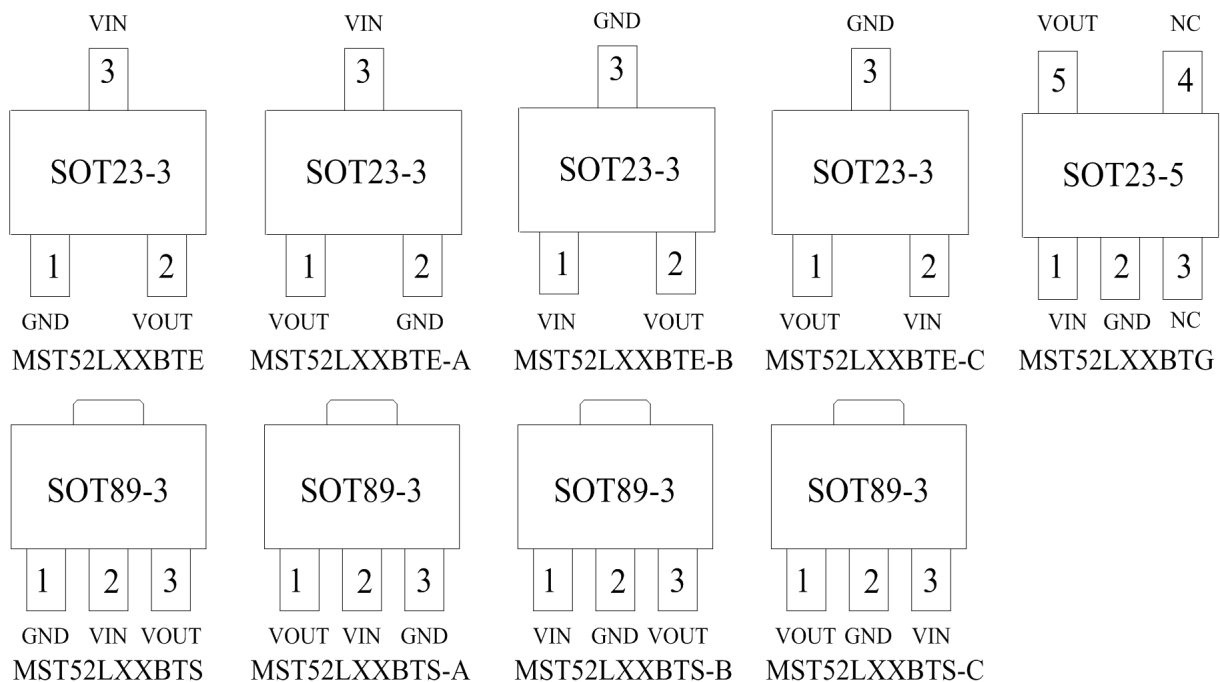 VIN VIN GND GND VOUT NC
3 3 3 3 5 4
SOT23-3 SOT23-3 SOT23-3 SOT23-3 SOT23-5
1 2 1 2 1 2 1 2 1 2 3
GND VOUT VOUT GND VIN VOUT VOUT VIN VIN GND NC
MST52LXXBTE MST52LXXBTE-A MST52LXXBTE-B MST52LXXBTE-C MST52LXXBTG
SOT89-3 SOT89-3 SOT89-3 SOT89-3
1 2 3 1 2 3 1 2 3 1 2 3
GND VIN VOUT VOUT VIN GND VIN GND VOUT VOUT GND VIN
MST52LXXBTS MST52LXXBTS-A MST52LXXBTS-B MST52LXXBTS-C